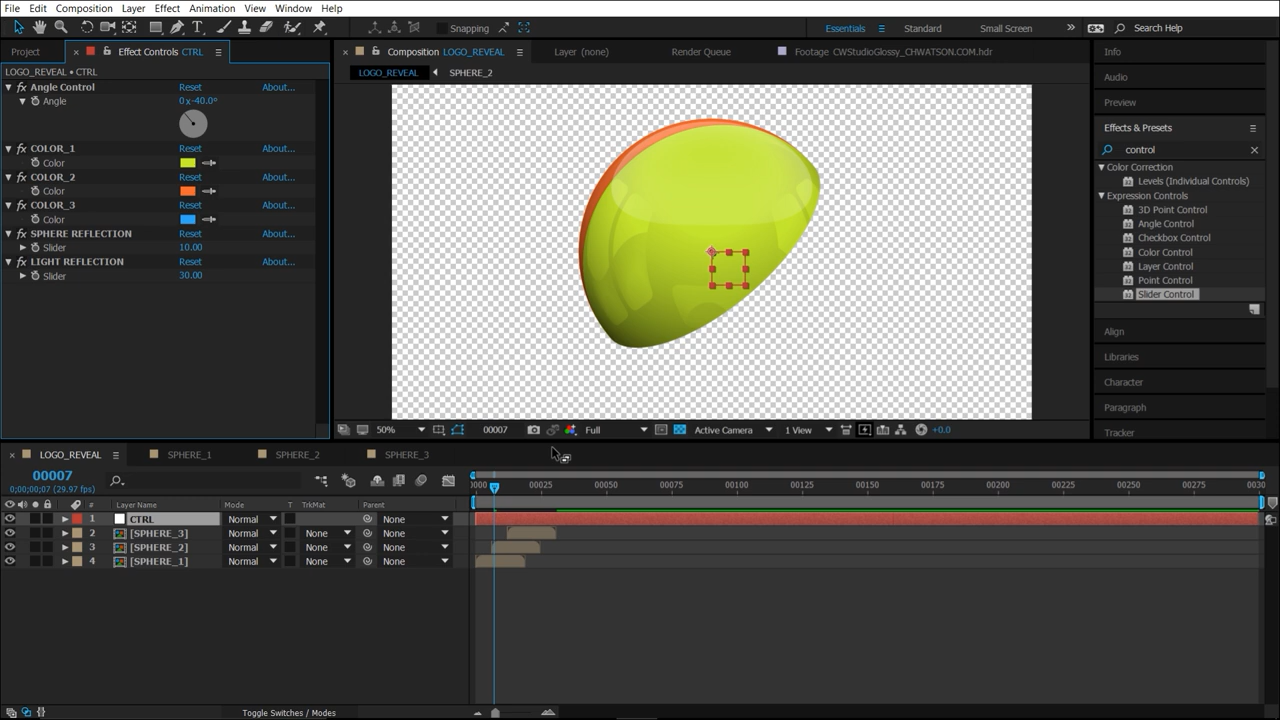 File Edit Composition Layer Effect Animation View Window Help
Snapping Essentials Standard Small Screen Search Help
Project Effect Controls CTRL
LOGO_REVEAL • CTRL
Angle Control Reset About...
Angle 0x-40.0°
COLOR_1 Reset About...
Color
COLOR_2 Reset About...
Color
COLOR_3 Reset About...
Color
SPHERE REFLECTION Reset About...
Slider 10.00
LIGHT REFLECTION Reset About...
Slider 30.00
Composition LOGO_REVEAL Layer (none) Render Queue Footage CWStudioGlossy_CHWATSON.COM.hdr
LOGO_REVEAL SPHERE_2
50% 00007 Full Active Camera 1 View +0.0
Info
Audio
Preview
Effects & Presets
control
Color Correction
Levels (Individual Controls)
Expression Controls
3D Point Control
Angle Control
Checkbox Control
Color Control
Layer Control
Point Control
Slider Control
Align
Libraries
Character
Paragraph
Tracker
LOGO_REVEAL SPHERE_1 SPHERE_2 SPHERE_3
00007
0;00;00;07 (29.97 fps)
0000 00025 00050 00075 00100 00125 00150 00175 00200 00225 00250 00275 0030
# Layer Name Mode T TrkMat Parent
1 CTRL Normal None
2 [SPHERE_3] Normal None None
3 [SPHERE_2] Normal None None
4 [SPHERE_1] Normal None None
Toggle Switches / Modes